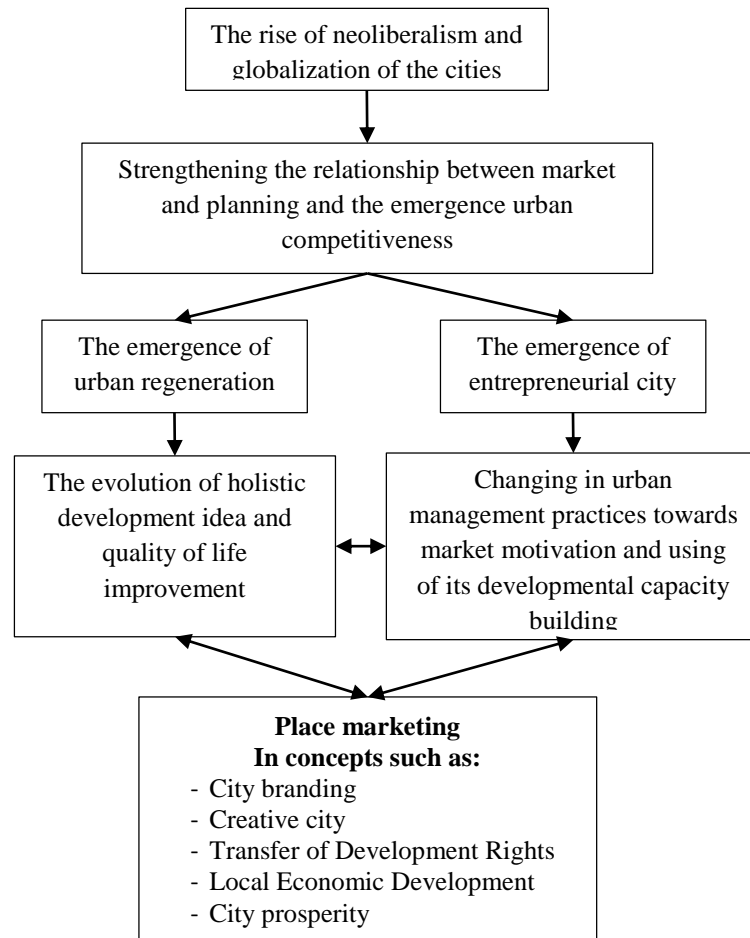 The rise of neoliberalism and
globalization of the cities
Strengthening the relationship between market
and planning and the emergence urban
competitiveness
The emergence of
urban regeneration
The emergence of
entrepreneurial city
The evolution of holistic
development idea and
quality of life
improvement
Changing in urban
management practices towards
market motivation and using
of its developmental capacity
building
Place marketing
In concepts such as:
- City branding
- Creative city
- Transfer of Development Rights
- Local Economic Development
- City prosperity